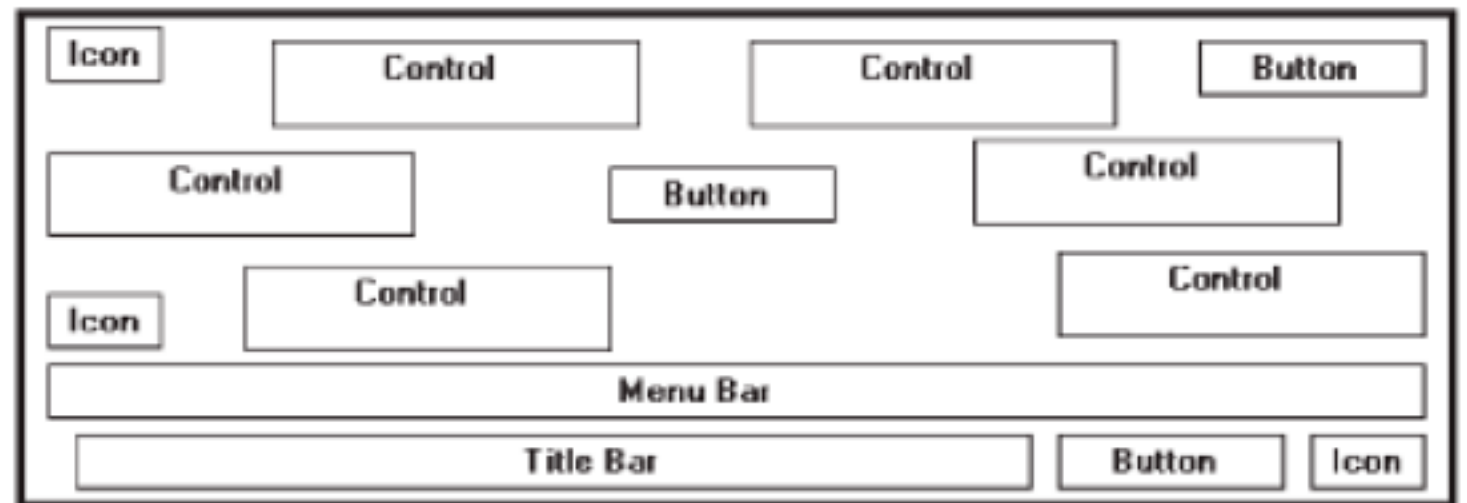 Icon Control Control Button
Control Button Control
Icon Control Control
Menu Bar
Title Bar Button Icon